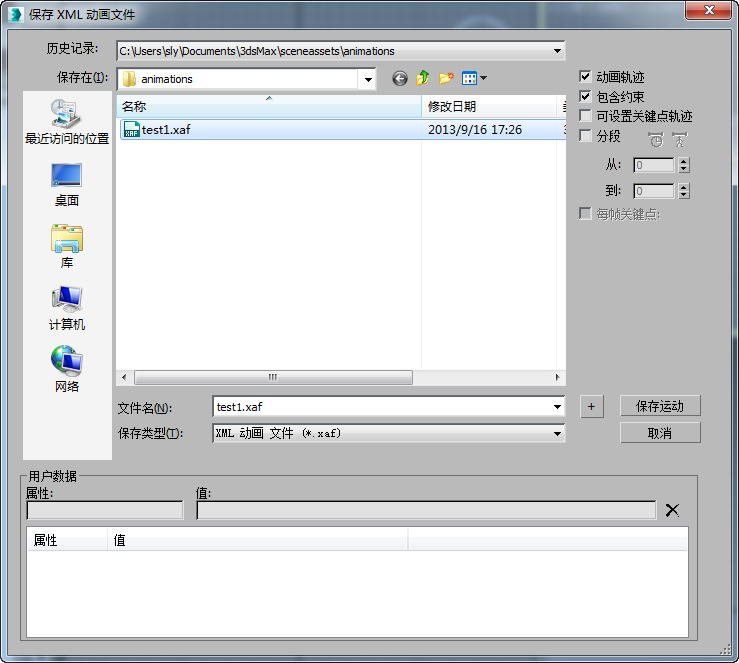 保存 XML 动画文件
历史记录:
C:\Users\sly\Documents\3dsMax\sceneassets\animations
保存在(I):
animations
名称
修改日期
test1.xaf
2013/9/16 17:26
最近访问的位置
桌面
库
计算机
网络
动画轨迹
包含约束
可设置关键点轨迹
分段
从:
0
到:
0
每帧关键点:
文件名(N):
test1.xaf
+
保存运动
保存类型(T):
XML 动画 文件 (*.xaf)
取消
用户数据
属性:
值:
属性
值